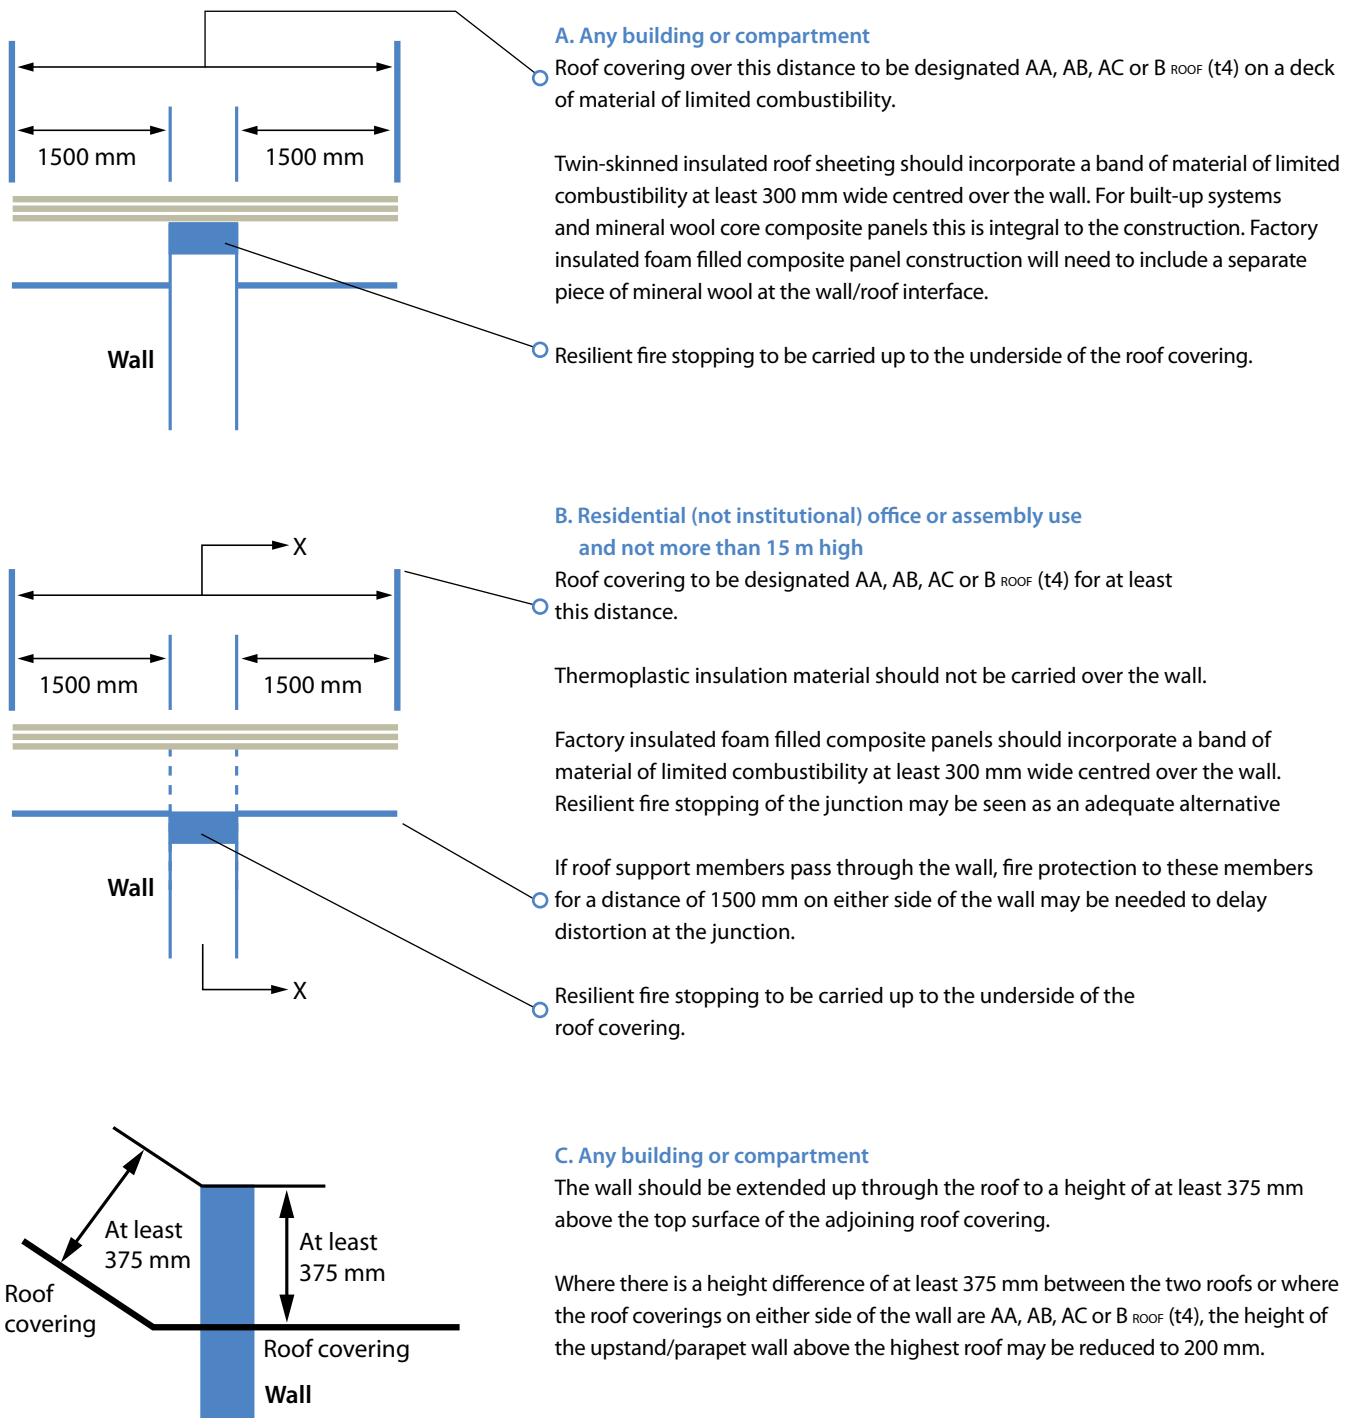 A. Any building or compartment
Roof covering over this distance to be designated AA, AB, AC or B ROOF (t4) on a deck
of material of limited combustibility.
1500 mm
1500 mm
Twin-skinned insulated roof sheeting should incorporate a band of material of limited
combustibility at least 300 mm wide centred over the wall. For built-up systems
and mineral wool core composite panels this is integral to the construction. Factory
insulated foam filled composite panel construction will need to include a separate
piece of mineral wool at the wall/roof interface.
Wall
Resilient fire stopping to be carried up to the underside of the roof covering.
B. Residential (not institutional) office or assembly use
and not more than 15 m high
X
Roof covering to be designated AA, AB, AC or B ROOF (t4) for at least
this distance.
1500 mm
1500 mm
Thermoplastic insulation material should not be carried over the wall.
Factory insulated foam filled composite panels should incorporate a band of
material of limited combustibility at least 300 mm wide centred over the wall.
Resilient fire stopping of the junction may be seen as an adequate alternative
Wall
If roof support members pass through the wall, fire protection to these members
for a distance of 1500 mm on either side of the wall may be needed to delay
distortion at the junction.
X
Resilient fire stopping to be carried up to the underside of the
roof covering.
C. Any building or compartment
The wall should be extended up through the roof to a height of at least 375 mm
above the top surface of the adjoining roof covering.
At least
375 mm
At least
375 mm
Roof
covering
Roof covering
Wall
Where there is a height difference of at least 375 mm between the two roofs or where
the roof coverings on either side of the wall are AA, AB, AC or B ROOF (t4), the height of
the upstand/parapet wall above the highest roof may be reduced to 200 mm.